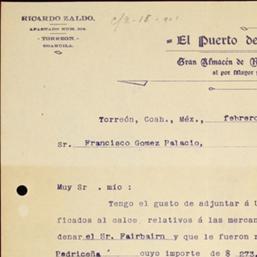 RICARDO ZALDO,
APARTADO NUM.
TORREON.
COAHUILA.
El Puerto de
Gran Almacén de
al por Mayor
Torreón, Coah., Méx., febrero
Sr. Francisco Gomez Palacio,
Muy Sr. mío:
Tengo el gusto de adjuntar á U
ficados al calce, relativos á las mercan
denar el Sr. Fairbairn y que le fueron r
Pedriceña cuyo importe de $ 273,